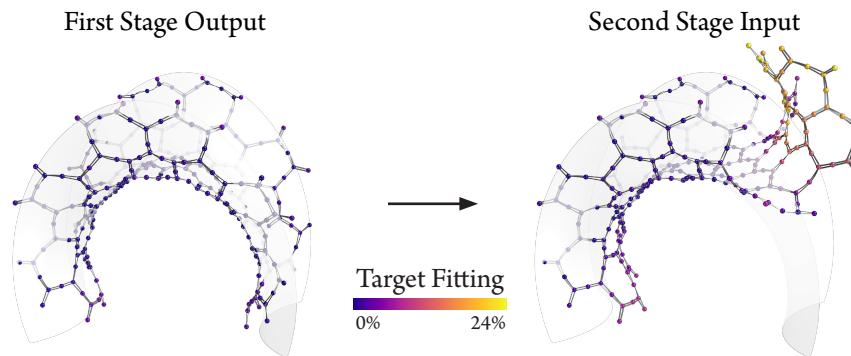 First Stage Output
Second Stage Input
Target Fitting
0%
24%